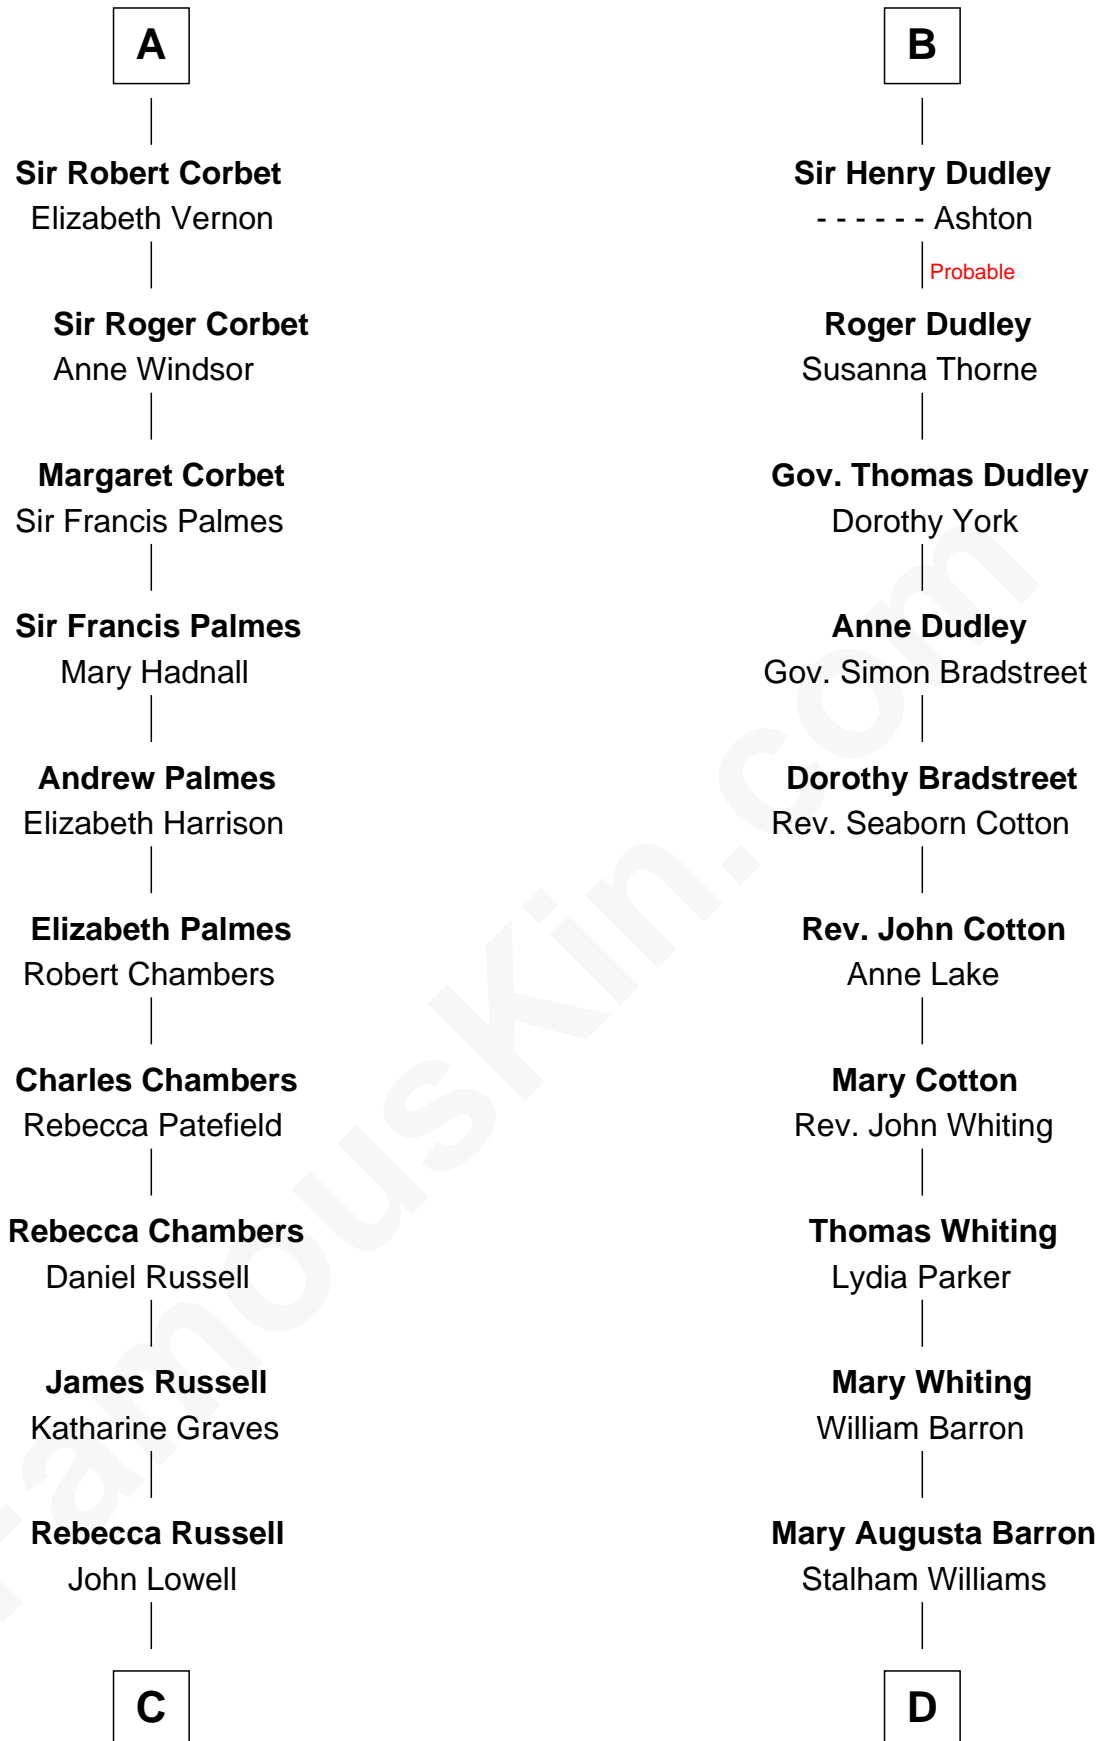 A
Sir Robert Corbet
Elizabeth Vernon
Sir Roger Corbet
Anne Windsor
Margaret Corbet
Sir Francis Palmes
Sir Francis Palmes
Mary Hadnall
Andrew Palmes
Elizabeth Harrison
Elizabeth Palmes
Robert Chambers
Charles Chambers
Rebecca Patefield
Rebecca Chambers
Daniel Russell
James Russell
Katharine Graves
Rebecca Russell
John Lowell
C
B
Sir Henry Dudley
- - - - - - Ashton
Probable
Roger Dudley
Susanna Thorne
Gov. Thomas Dudley
Dorothy York
Anne Dudley
Gov. Simon Bradstreet
Dorothy Bradstreet
Rev. Seaborn Cotton
Rev. John Cotton
Anne Lake
Mary Cotton
Rev. John Whiting
Thomas Whiting
Lydia Parker
Mary Whiting
William Barron
Mary Augusta Barron
Stalham Williams
D
FamousKin.com